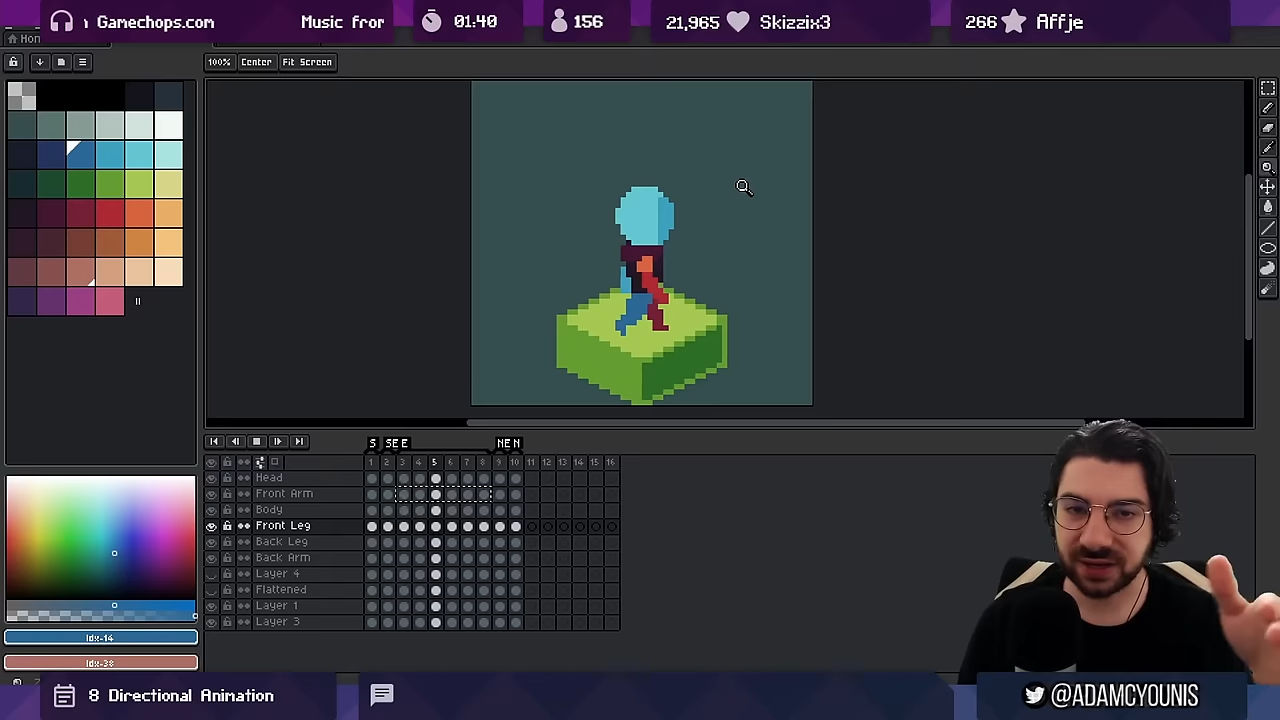 Gamechops.com Music fror 01:40 156 21,965 Skizzix3 266 Affje
100% Center Fit Screen
S SE E NE N
1 2 3 4 5 6 7 8 9 10 11 12 13 14 15 16
Head
Front Arm
Body
Front Leg
Back Leg
Back Arm
Layer 4
Flattened
Layer 1
Layer 3
Idx-14
Idx-38
8 Directional Animation
@ADAMCYOUNIS